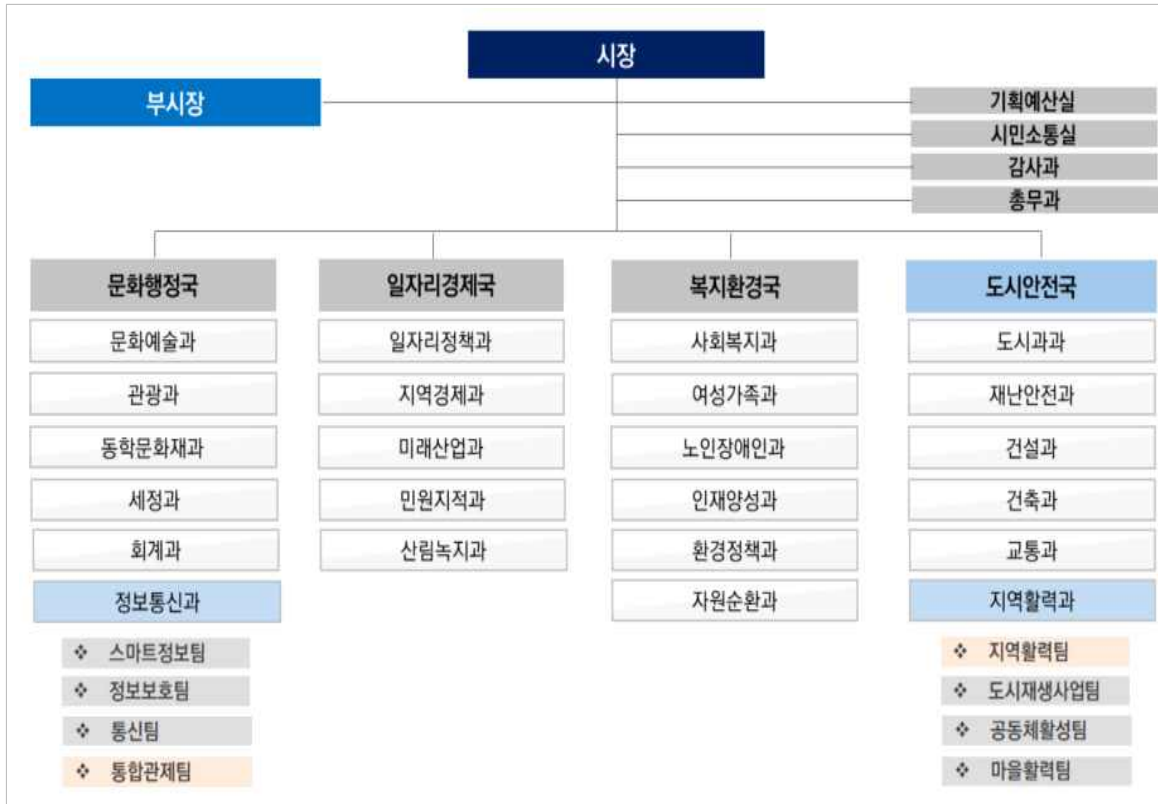 시장
부시장
기획예산실
시민소통실
감사과
총무과
문화행정국
문화예술과
관광과
동학문화재과
세정과
회계과
정보통신과
❖ 스마트정보팀
❖ 정보보호팀
❖ 통신팀
❖ 통합관제팀
일자리경제국
일자리정책과
지역경제과
미래산업과
민원지적과
산림녹지과
복지환경국
사회복지과
여성가족과
노인장애인과
인재양성과
환경정책과
자원순환과
도시안전국
도시과과
재난안전과
건설과
건축과
교통과
지역활력과
❖ 지역활력팀
❖ 도시재생사업팀
❖ 공동체활성팀
❖ 마을활력팀